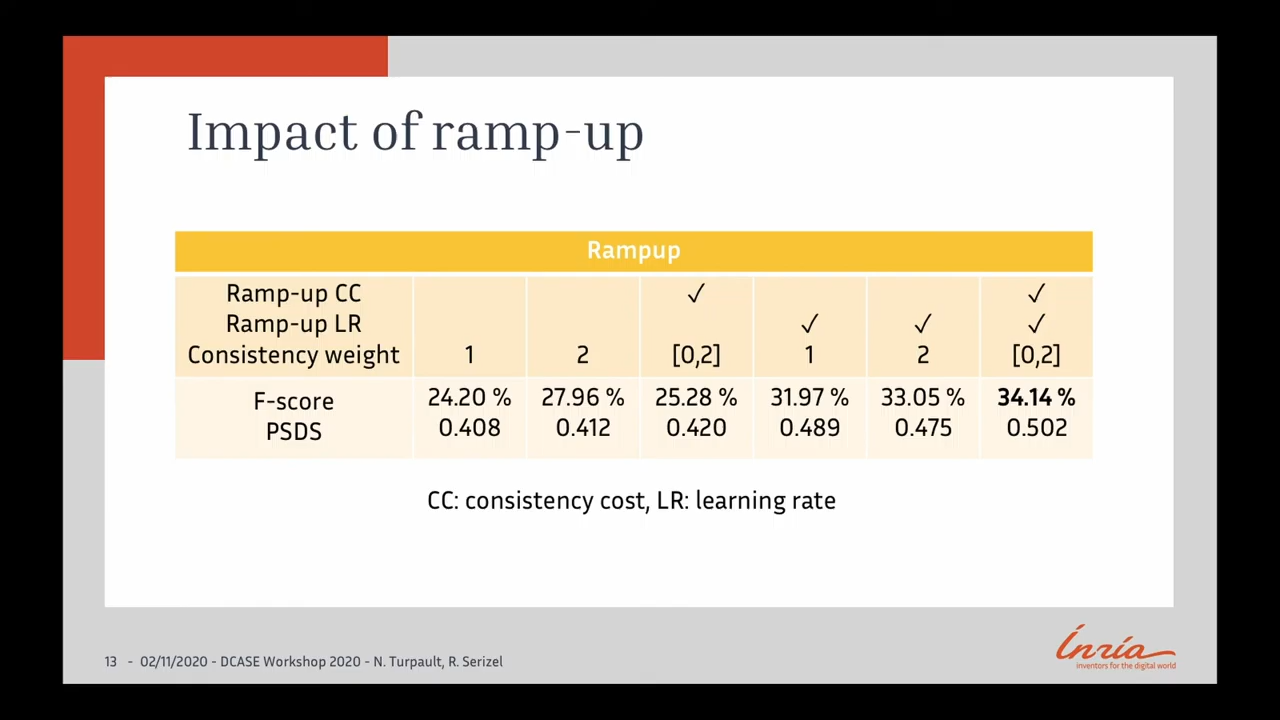 Impact of ramp-up
Rampup
Ramp-up CC ✓ ✓
Ramp-up LR ✓ ✓ ✓
Consistency weight 1 2 [0,2] 1 2 [0,2]
F-score 24.20 % 27.96 % 25.28 % 31.97 % 33.05 % 34.14 %
PSDS 0.408 0.412 0.420 0.489 0.475 0.502
CC: consistency cost, LR: learning rate
13 - 02/11/2020 - DCASE Workshop 2020 - N. Turpault, R. Serizel
Inria
inventors for the digital world